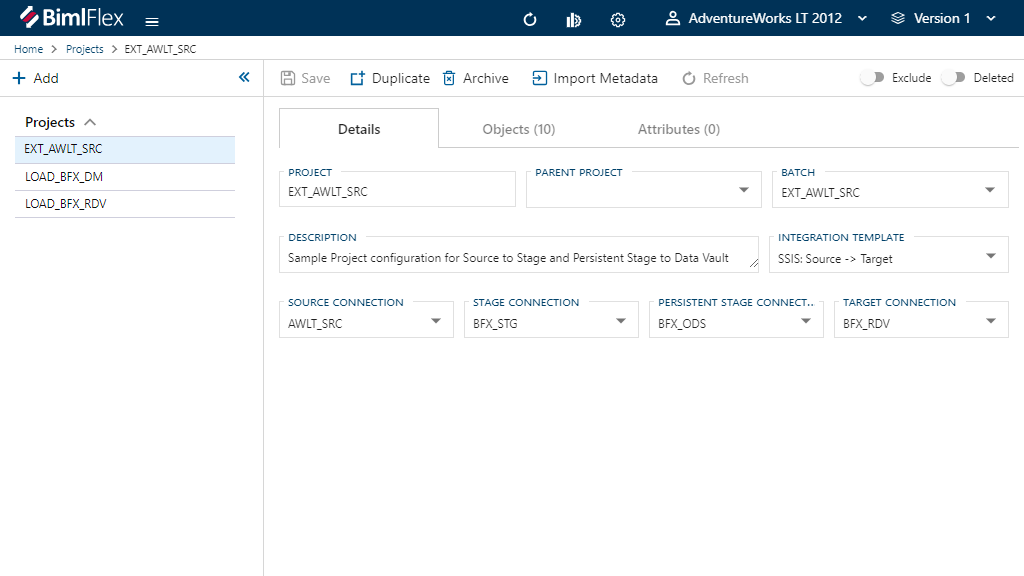 BimlFlex AdventureWorks LT 2012 Version 1
Home > Projects > EXT_AWLT_SRC
+ Add « Save Duplicate Archive Import Metadata Refresh Exclude Deleted
Projects
EXT_AWLT_SRC
LOAD_BFX_DM
LOAD_BFX_RDV
Details Objects (10) Attributes (0)
PROJECT PARENT PROJECT BATCH
EXT_AWLT_SRC EXT_AWLT_SRC
DESCRIPTION INTEGRATION TEMPLATE
Sample Project configuration for Source to Stage and Persistent Stage to Data Vault SSIS: Source -> Target
SOURCE CONNECTION STAGE CONNECTION PERSISTENT STAGE CONNECT.. TARGET CONNECTION
AWLT_SRC BFX_STG BFX_ODS BFX_RDV